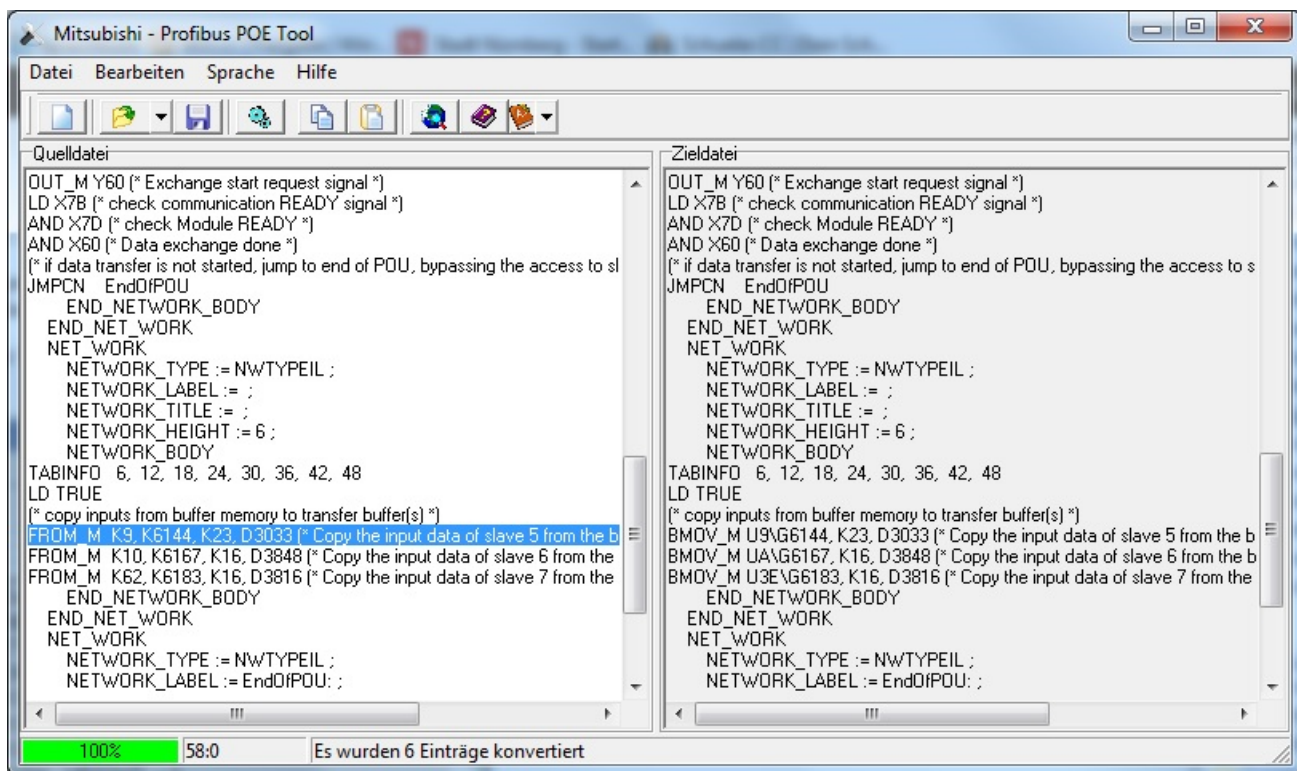 Mitsubishi - Profibus POE Tool
Datei Bearbeiten Sprache Hilfe
Quelldatei
OUT_M Y60 (* Exchange start request signal *)
LD X7B (* check communication READY signal *)
AND X7D (* check Module READY *)
AND X60 (* Data exchange done *)
(* if data transfer is not started, jump to end of POU, bypassing the access to sl
JMPCN EndOfPOU
END_NETWORK_BODY
END_NET_WORK
NET_WORK
NETWORK_TYPE := NWTYPEIL ;
NETWORK_LABEL := ;
NETWORK_TITLE := ;
NETWORK_HEIGHT := 6 ;
NETWORK_BODY
TABINFO 6, 12, 18, 24, 30, 36, 42, 48
LD TRUE
(* copy inputs from buffer memory to transfer buffer(s) *)
FROM_M K9, K6144, K23, D3033 (* Copy the input data of slave 5 from the b
FROM_M K10, K6167, K16, D3848 (* Copy the input data of slave 6 from the
FROM_M K62, K6183, K16, D3816 (* Copy the input data of slave 7 from the
END_NETWORK_BODY
END_NET_WORK
NET_WORK
NETWORK_TYPE := NWTYPEIL ;
NETWORK_LABEL := EndOfPOU: ;
Zieldatei
OUT_M Y60 (* Exchange start request signal *)
LD X7B (* check communication READY signal *)
AND X7D (* check Module READY *)
AND X60 (* Data exchange done *)
(* if data transfer is not started, jump to end of POU, bypassing the access to s
JMPCN EndOfPOU
END_NETWORK_BODY
END_NET_WORK
NET_WORK
NETWORK_TYPE := NWTYPEIL ;
NETWORK_LABEL := ;
NETWORK_TITLE := ;
NETWORK_HEIGHT := 6 ;
NETWORK_BODY
TABINFO 6, 12, 18, 24, 30, 36, 42, 48
LD TRUE
(* copy inputs from buffer memory to transfer buffer(s) *)
BMOV_M U9\G6144, K23, D3033 (* Copy the input data of slave 5 from the b
BMOV_M UA\G6167, K16, D3848 (* Copy the input data of slave 6 from the b
BMOV_M U3E\G6183, K16, D3816 (* Copy the input data of slave 7 from the
END_NETWORK_BODY
END_NET_WORK
NET_WORK
NETWORK_TYPE := NWTYPEIL ;
NETWORK_LABEL := EndOfPOU: ;
100%
58:0
Es wurden 6 Einträge konvertiert